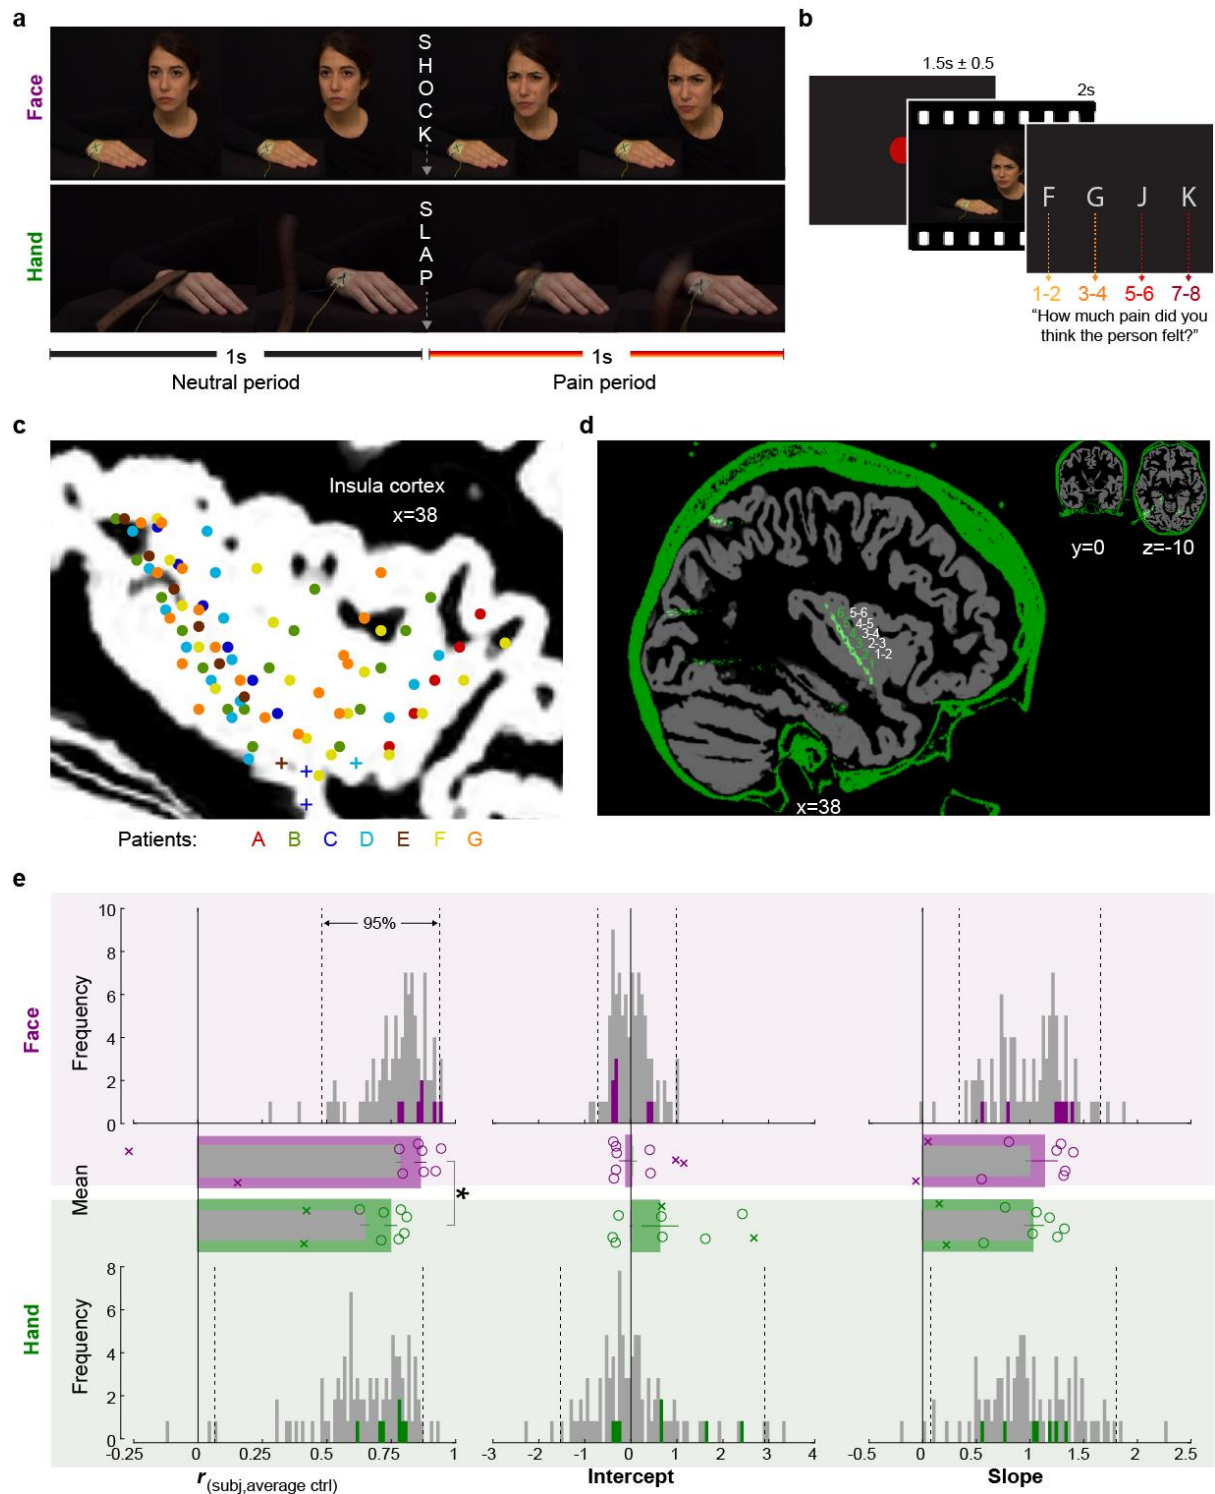 a
Face
SHOCK
Hand
SLAP
1s
1s
Neutral period
Pain period
b
1.5s ± 0.5
2s
F G J K
1-2 3-4 5-6 7-8
“How much pain did you
think the person felt?”
c
Insula cortex
x=38
Patients: A B C D E F G
d
y=0
z=-10
5-6
4-5
3-4
2-3
1-2
x=38
e
Face
Frequency
10
8
6
4
2
0
95%
Mean
*
Hand
Frequency
8
6
4
2
0
-0.25 0 0.25 0.5 0.75 1
r(subj,average ctrl)
-3 -2 -1 0 1 2 3 4
Intercept
-0.5 0 0.5 1 1.5 2 2.5
Slope